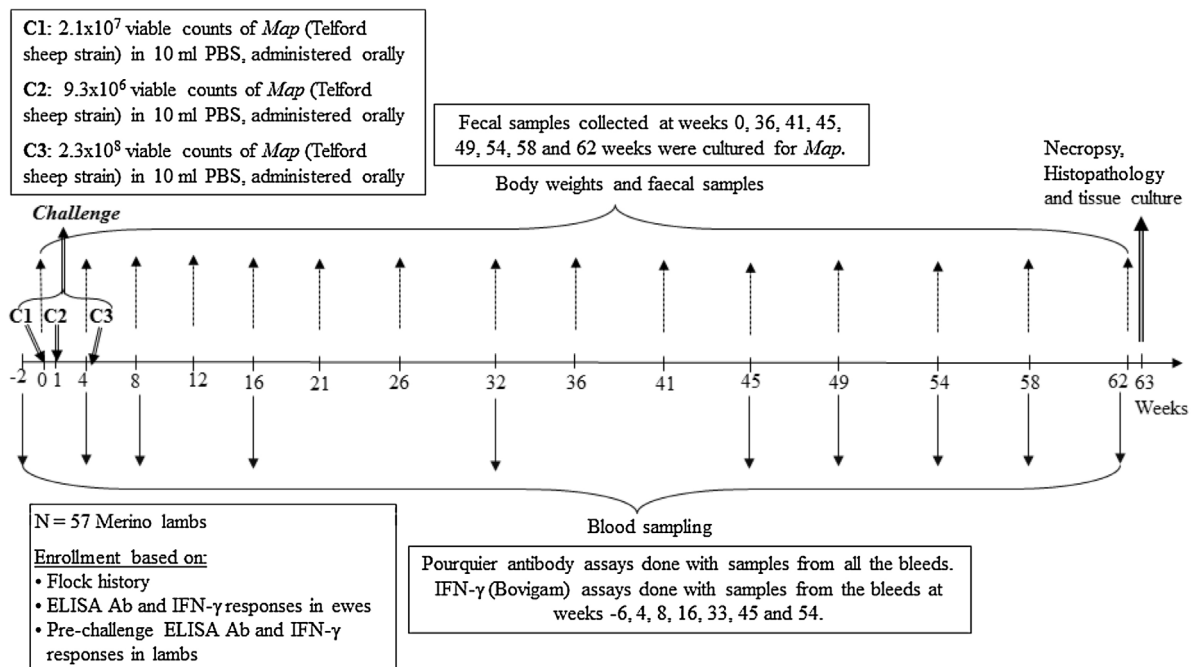 C1: 2.1x10⁷ viable counts of Map (Telford
sheep strain) in 10 ml PBS, administered orally
C2: 9.3x10⁶ viable counts of Map (Telford
sheep strain) in 10 ml PBS, administered orally
C3: 2.3x10⁸ viable counts of Map (Telford
sheep strain) in 10 ml PBS, administered orally
Fecal samples collected at weeks 0, 36, 41, 45,
49, 54, 58 and 62 weeks were cultured for Map.
Body weights and faecal samples
Necropsy,
Histopathology
and tissue culture
Challenge
C1 C2 C3
-2 0 1 4 8 12 16 21 26 32 36 41 45 49 54 58 62 63
Weeks
Blood sampling
N = 57 Merino lambs
Enrollment based on:
• Flock history
• ELISA Ab and IFN-γ responses in ewes
• Pre-challenge ELISA Ab and IFN-γ
responses in lambs
Pourquier antibody assays done with samples from all the bleeds.
IFN-γ (Bovigam) assays done with samples from the bleeds at
weeks -6, 4, 8, 16, 33, 45 and 54.